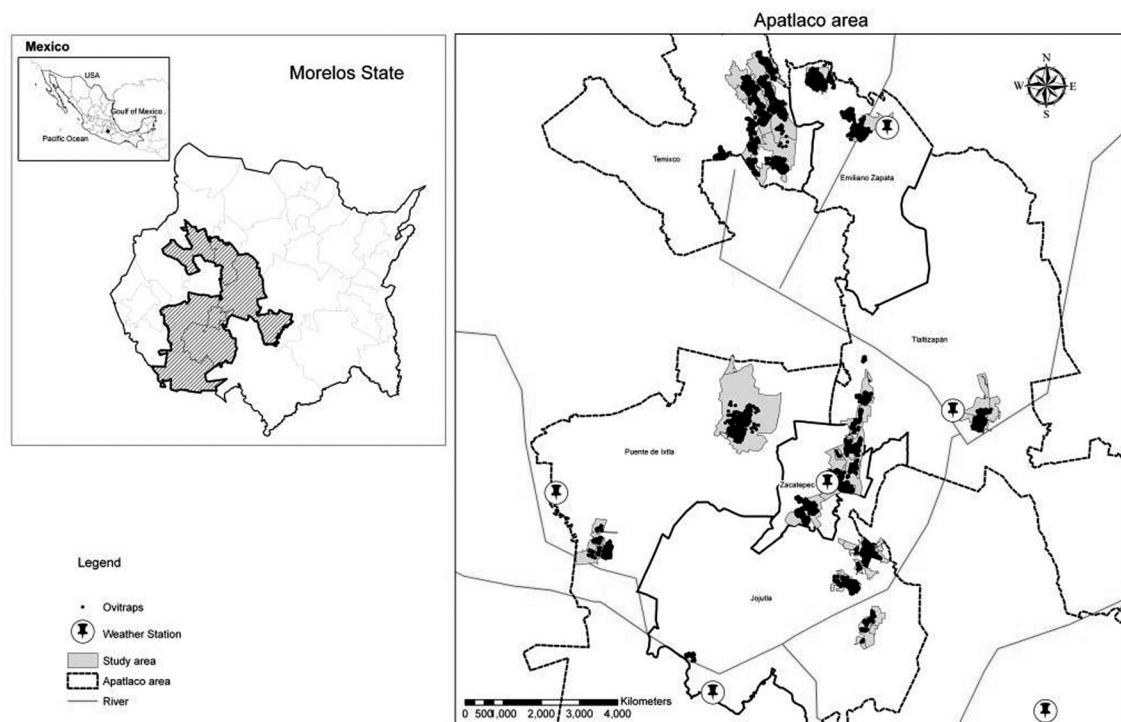 Apatlaco area
Mexico
Morelos State
USA
Gulf of Mexico
Pacific Ocean
N
W E
S
Temixco
Emiliano Zapata
Tlaltizapán
Puente de Ixtla
Zacatepec
Jojutla
Legend
Ovitraps
Weather Station
Study area
Apatlaco area
River
Kilometers
0 500 1,000 2,000 3,000 4,000